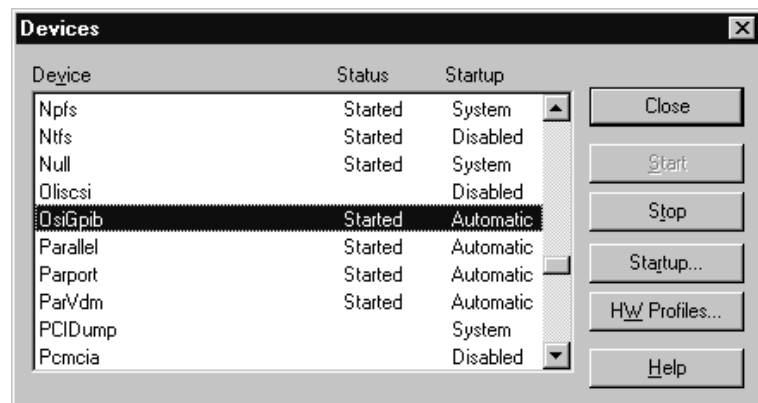 Devices
Device Status Startup
Npfs Started System
Ntfs Started Disabled
Null Started System
Oliscsi Disabled
OsiGpib Started Automatic
Parallel Started Automatic
Parport Started Automatic
ParVdm Started Automatic
PCIDump System
Pcmcia Disabled
Close
Start
Stop
Startup...
HW Profiles...
Help